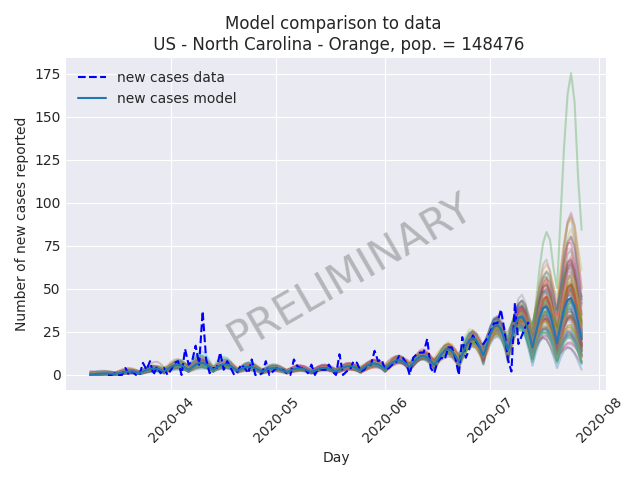 Model comparison to data
US - North Carolina - Orange, pop. = 148476
new cases data
new cases model
Number of new cases reported
175
150
125
100
75
50
25
0
PRELIMINARY
2020-04
2020-05
2020-06
2020-07
2020-08
Day